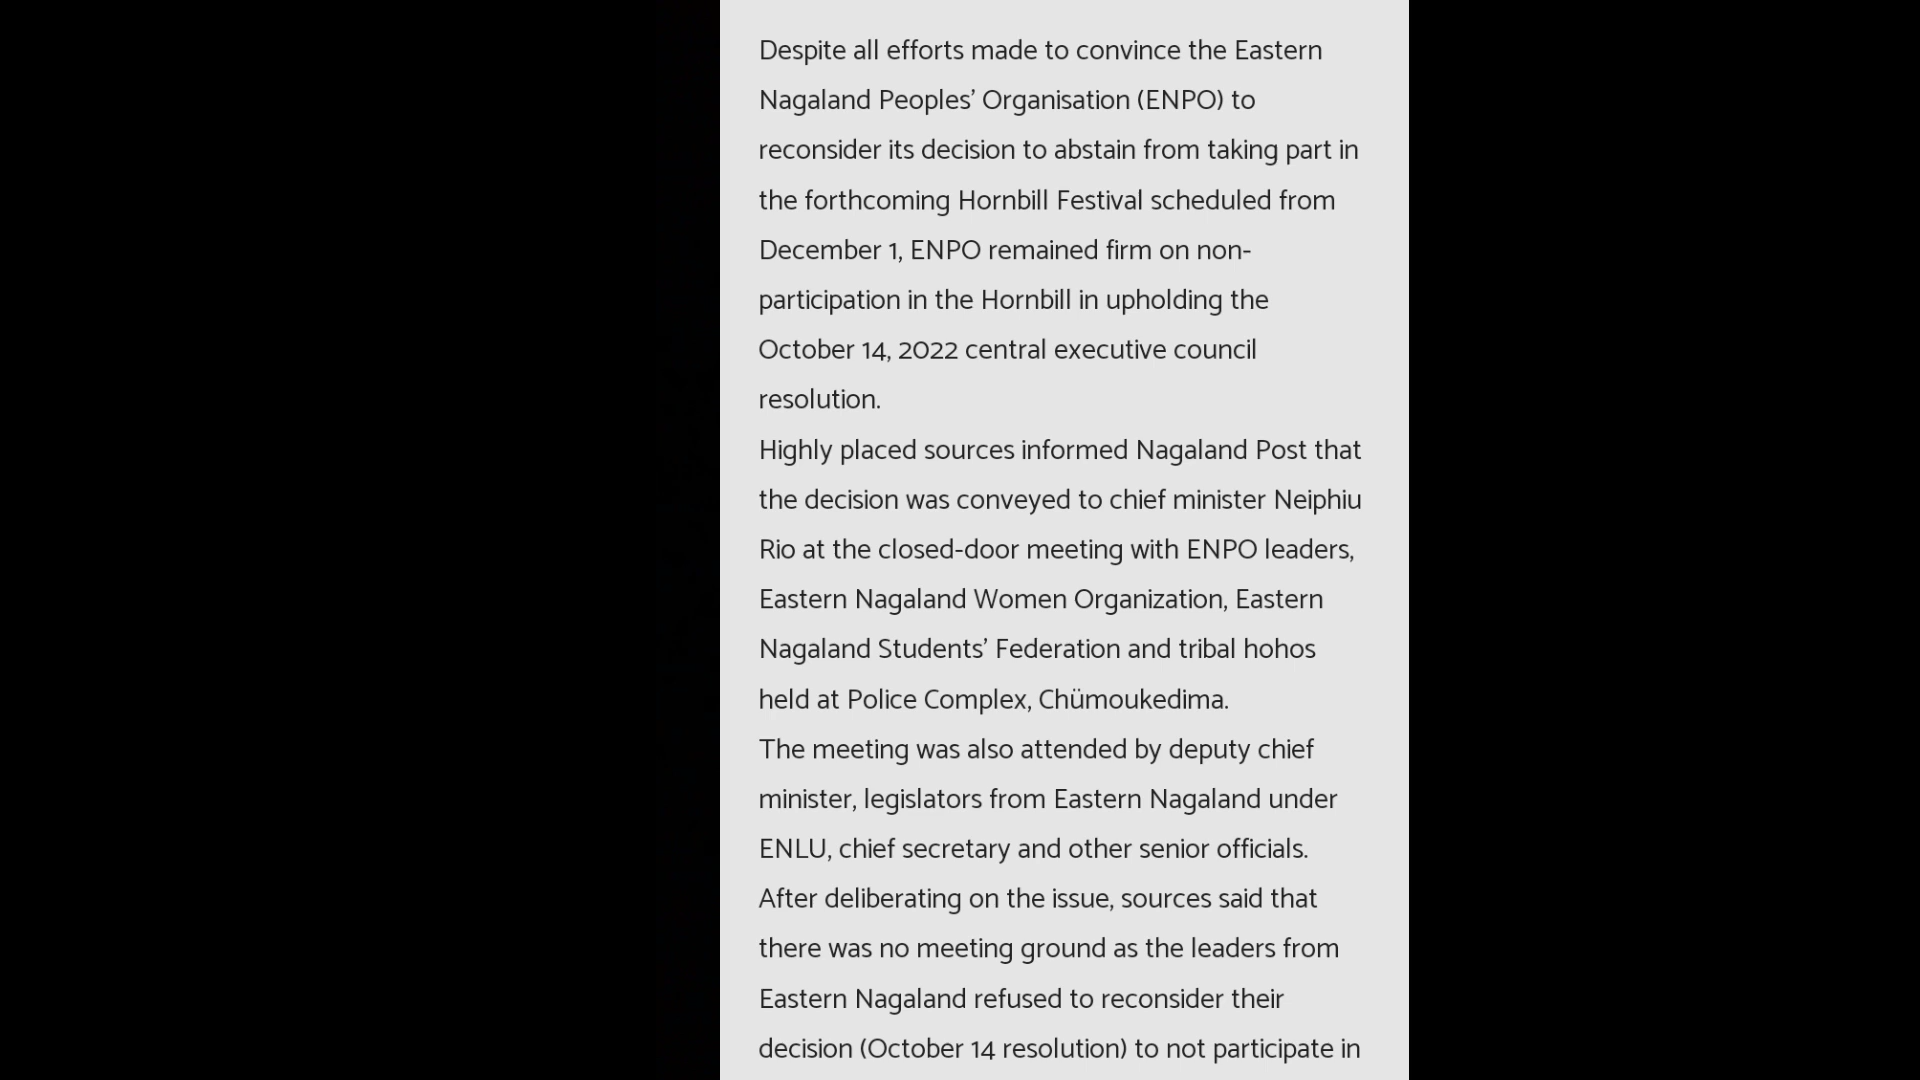 Despite all efforts made to convince the Eastern
Nagaland Peoples’ Organisation (ENPO) to
reconsider its decision to abstain from taking part in
the forthcoming Hornbill Festival scheduled from
December 1, ENPO remained firm on non-
participation in the Hornbill in upholding the
October 14, 2022 central executive council
resolution.
Highly placed sources informed Nagaland Post that
the decision was conveyed to chief minister Neiphiu
Rio at the closed-door meeting with ENPO leaders,
Eastern Nagaland Women Organization, Eastern
Nagaland Students’ Federation and tribal hohos
held at Police Complex, Chümoukedima.
The meeting was also attended by deputy chief
minister, legislators from Eastern Nagaland under
ENLU, chief secretary and other senior officials.
After deliberating on the issue, sources said that
there was no meeting ground as the leaders from
Eastern Nagaland refused to reconsider their
decision (October 14 resolution) to not participate in